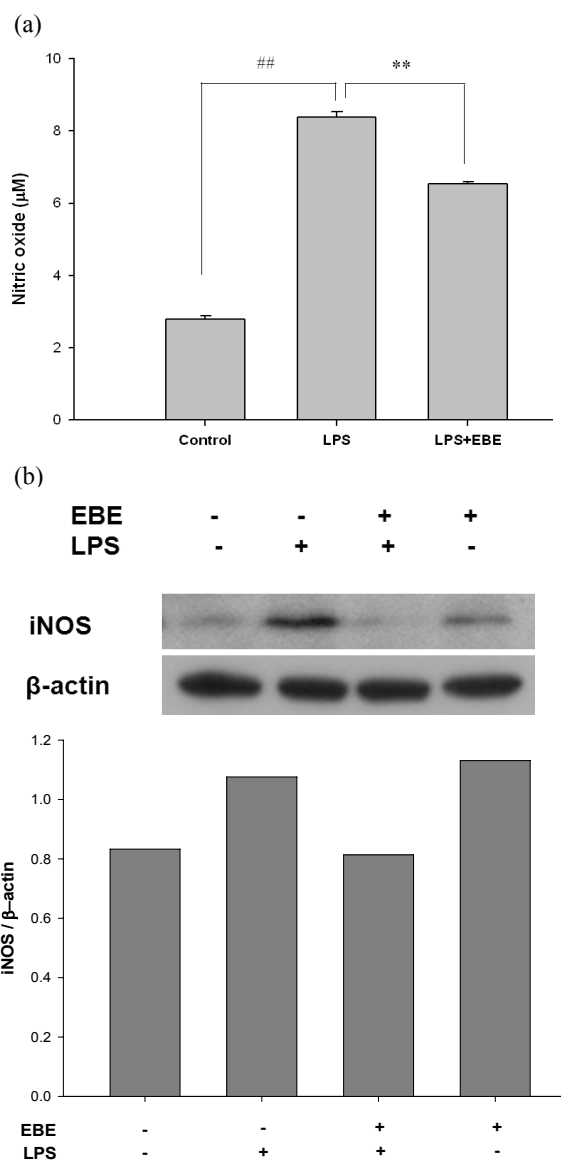 (a)
10
8
6
4
2
0
Nitric oxide (μM)
##
**
Control LPS LPS+EBE
(b)
EBE - - + +
LPS - + + -
iNOS
β-actin
1.2
1.0
0.8
0.6
0.4
0.2
0.0
iNOS / β–actin
EBE - - + +
LPS - + + -